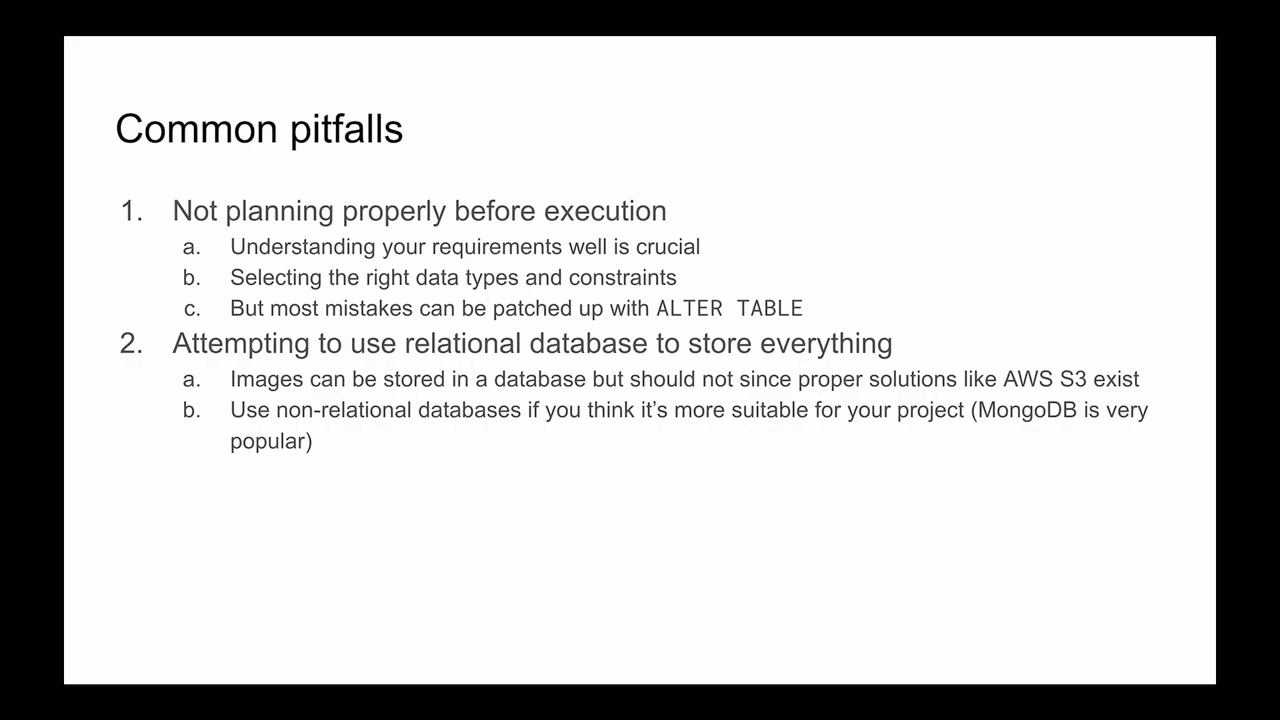 Common pitfalls
1. Not planning properly before execution
a. Understanding your requirements well is crucial
b. Selecting the right data types and constraints
c. But most mistakes can be patched up with ALTER TABLE
2. Attempting to use relational database to store everything
a. Images can be stored in a database but should not since proper solutions like AWS S3 exist
b. Use non-relational databases if you think it’s more suitable for your project (MongoDB is very
popular)